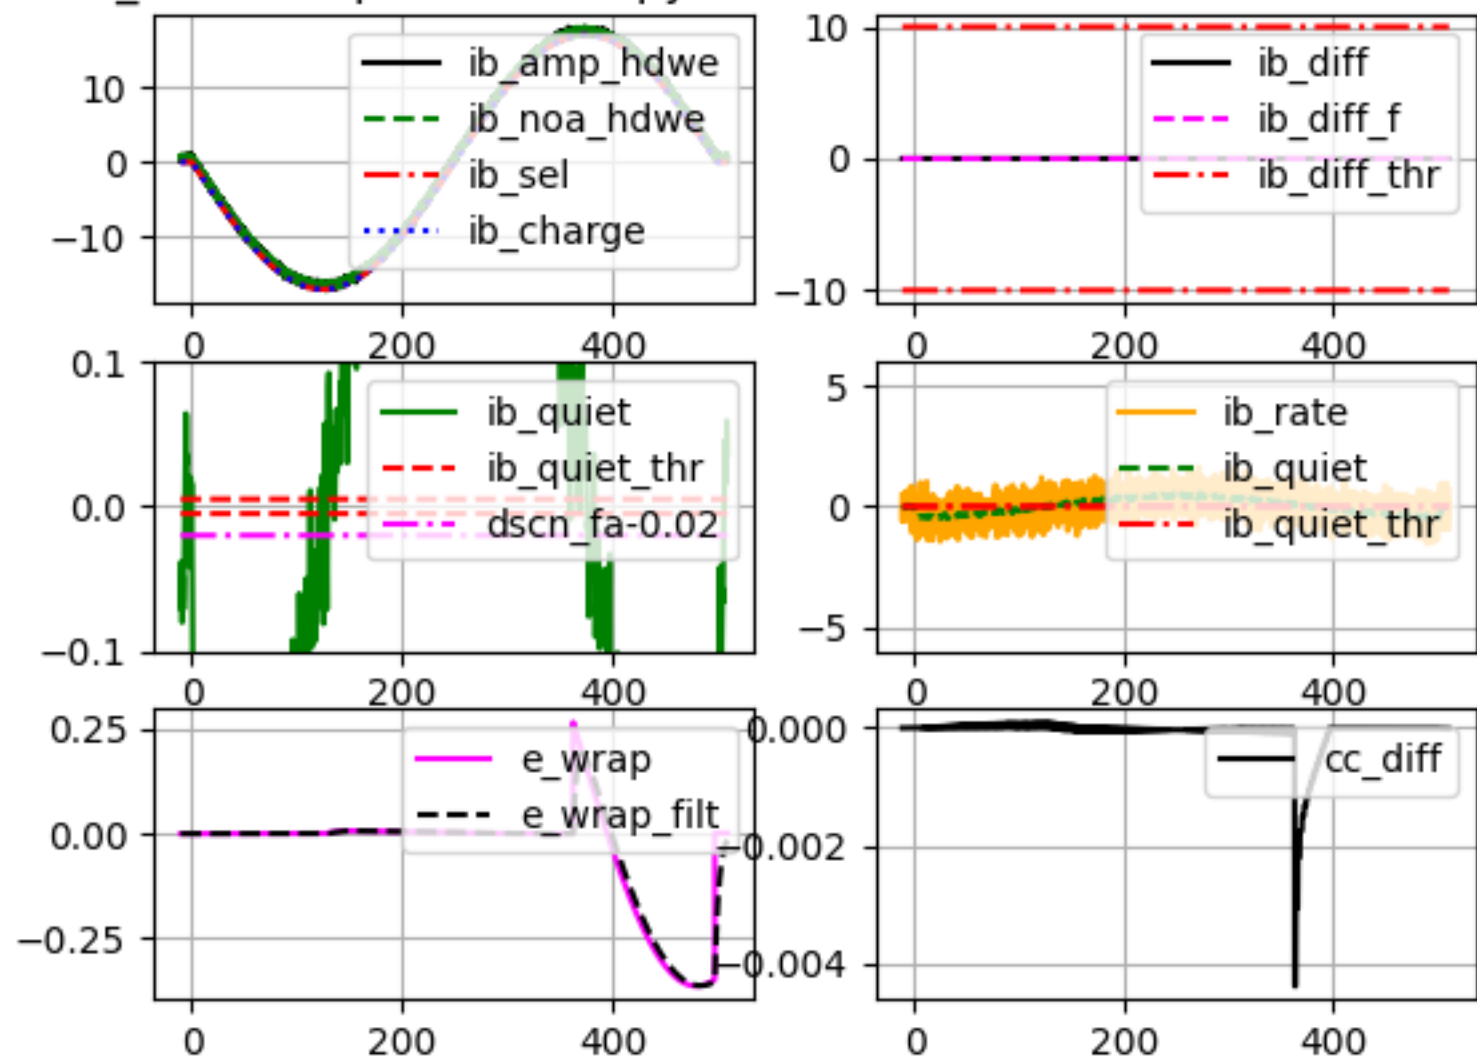 10
0
−10
ib_amp_hdwe
ib_noa_hdwe
ib_sel
ib_charge
0 200 400
10
0
−10
ib_diff
ib_diff_f
ib_diff_thr
0 200 400
0.1
0.0
−0.1
ib_quiet
ib_quiet_thr
dscn_fa-0.02
0 200 400
5
0
−5
ib_rate
ib_quiet
ib_quiet_thr
0 200 400
0.25
0.00
−0.25
e_wrap
e_wrap_filt
0 200 400
0.000
−0.002
−0.004
cc_diff
0 200 400